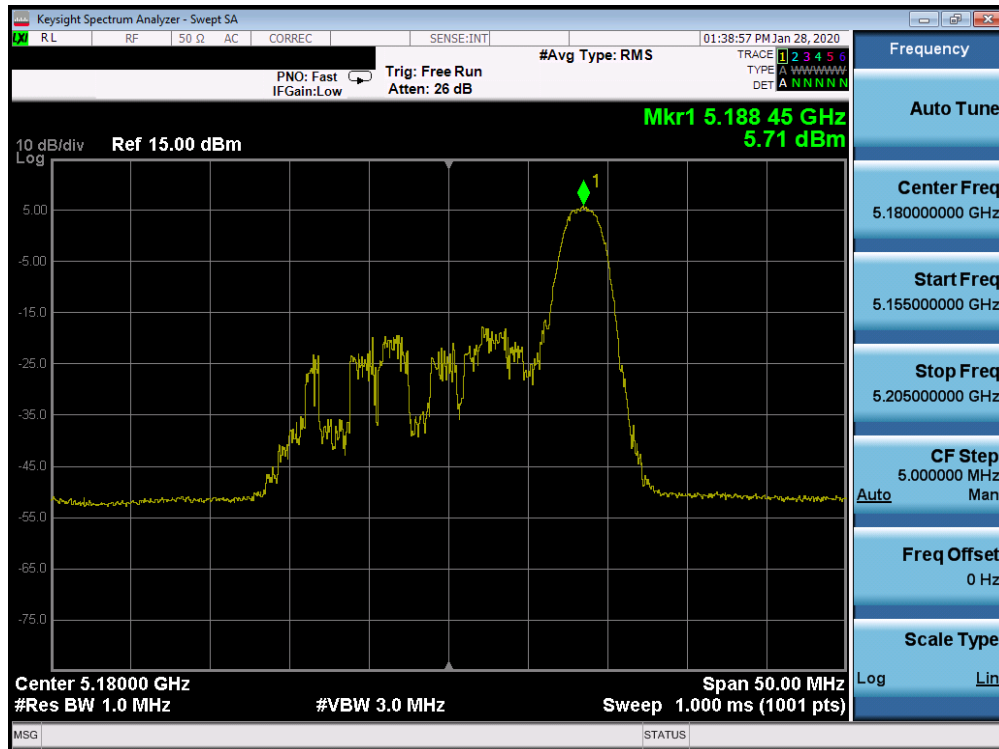 Keysight Spectrum Analyzer - Swept SA
LXI RL RF 50 Ω AC CORREC SENSE:INT 01:38:57 PM Jan 28, 2020
#Avg Type: RMS
TRACE 1 2 3 4 5 6
TYPE A WWWWW
DET A N N N N N
PNO: Fast
IFGain:Low
Trig: Free Run
Atten: 26 dB
Mkr1 5.188 45 GHz
5.71 dBm
10 dB/div
Log
Ref 15.00 dBm
1
5.00
-5.00
-15.0
-25.0
-35.0
-45.0
-55.0
-65.0
-75.0
Center 5.18000 GHz
#Res BW 1.0 MHz
#VBW 3.0 MHz
Span 50.00 MHz
Sweep 1.000 ms (1001 pts)
MSG
STATUS
Frequency
Auto Tune
Center Freq
5.180000000 GHz
Start Freq
5.155000000 GHz
Stop Freq
5.205000000 GHz
CF Step
5.000000 MHz
Auto Man
Freq Offset
0 Hz
Scale Type
Log Lin